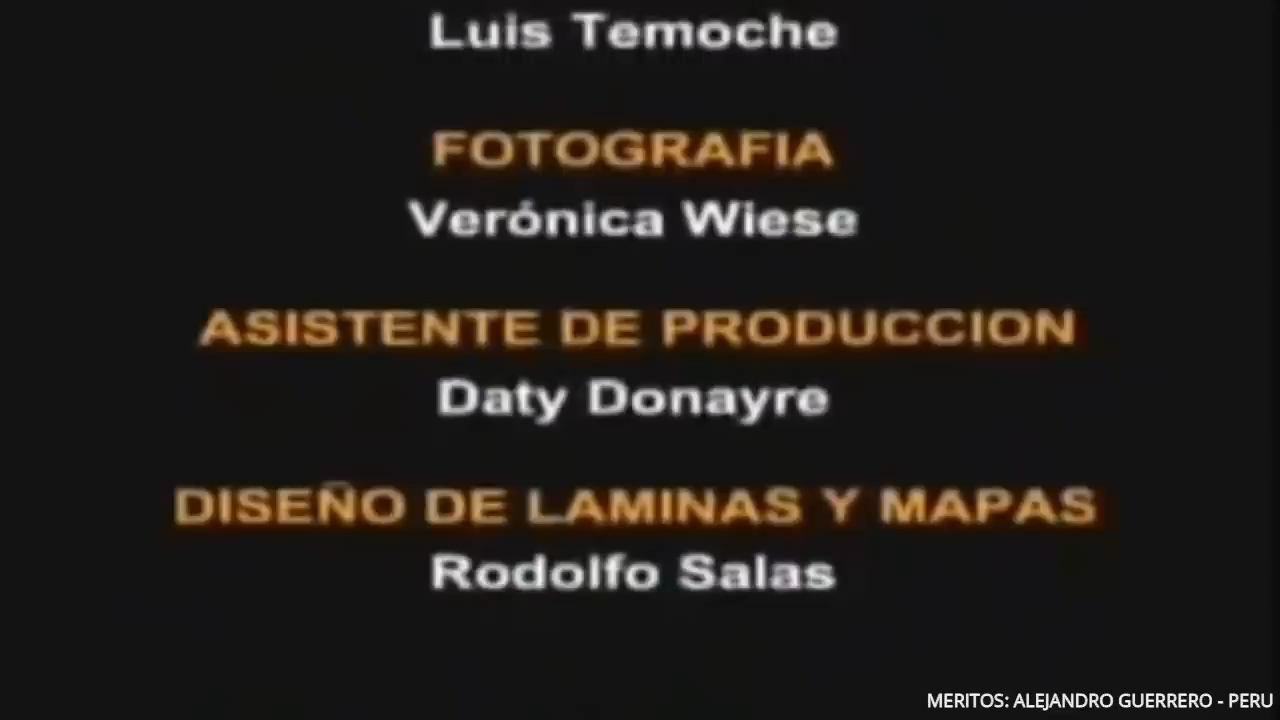 Luis Temoche
FOTOGRAFIA
Verónica Wiese
ASISTENTE DE PRODUCCION
Daty Donayre
DISEÑO DE LAMINAS Y MAPAS
Rodolfo Salas
MERITOS: ALEJANDRO GUERRERO - PERU